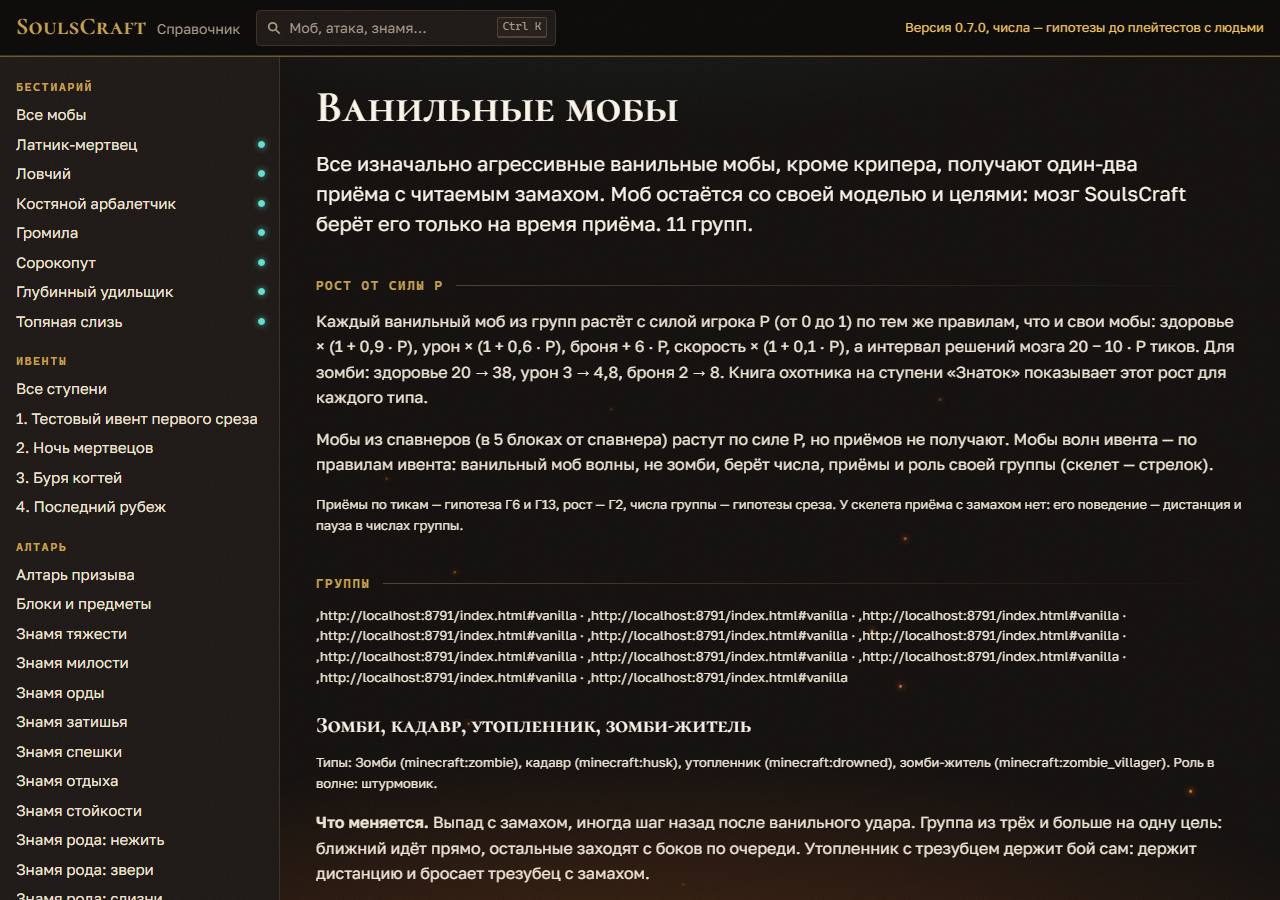 SoulsCraft Справочник
Моб, атака, знамя… Ctrl K
Версия 0.7.0, числа — гипотезы до плейтестов с людьми
БЕСТИАРИЙ
Все мобы
Латник-мертвец
Ловчий
Костяной арбалетчик
Громила
Сорокопут
Глубинный удильщик
Топяная слизь
ИВЕНТЫ
Все ступени
1. Тестовый ивент первого среза
2. Ночь мертвецов
3. Буря когтей
4. Последний рубеж
АЛТАРЬ
Алтарь призыва
Блоки и предметы
Знамя тяжести
Знамя милости
Знамя орды
Знамя затишья
Знамя спешки
Знамя отдыха
Знамя стойкости
Знамя рода: нежить
Знамя рода: звери
Знамя рода: слизни
Ванильные мобы
Все изначально агрессивные ванильные мобы, кроме крипера, получают один-два
приёма с читаемым замахом. Моб остаётся со своей моделью и целями: мозг SoulsCraft
берёт его только на время приёма. 11 групп.
РОСТ ОТ СИЛЫ P
Каждый ванильный моб из групп растёт с силой игрока P (от 0 до 1) по тем же правилам, что и свои мобы: здоровье
× (1 + 0,9 · P), урон × (1 + 0,6 · P), броня + 6 · P, скорость × (1 + 0,1 · P), а интервал решений мозга 20 − 10 · P тиков. Для
зомби: здоровье 20 → 38, урон 3 → 4,8, броня 2 → 8. Книга охотника на ступени «Знаток» показывает этот рост для
каждого типа.
Мобы из спавнеров (в 5 блоках от спавнера) растут по силе P, но приёмов не получают. Мобы волн ивента — по
правилам ивента: ванильный моб волны, не зомби, берёт числа, приёмы и роль своей группы (скелет — стрелок).
Приёмы по тикам — гипотеза Г6 и Г13, рост — Г2, числа группы — гипотезы среза. У скелета приёма с замахом нет: его поведение — дистанция и
пауза в числах группы.
ГРУППЫ
,http://localhost:8791/index.html#vanilla · ,http://localhost:8791/index.html#vanilla · ,http://localhost:8791/index.html#vanilla ·
,http://localhost:8791/index.html#vanilla · ,http://localhost:8791/index.html#vanilla · ,http://localhost:8791/index.html#vanilla ·
,http://localhost:8791/index.html#vanilla · ,http://localhost:8791/index.html#vanilla · ,http://localhost:8791/index.html#vanilla ·
,http://localhost:8791/index.html#vanilla · ,http://localhost:8791/index.html#vanilla
Зомби, кадавр, утопленник, зомби-житель
Типы: Зомби (minecraft:zombie), кадавр (minecraft:husk), утопленник (minecraft:drowned), зомби-житель (minecraft:zombie_villager). Роль в
волне: штурмовик.
Что меняется. Выпад с замахом, иногда шаг назад после ванильного удара. Группа из трёх и больше на одну цель:
ближний идёт прямо, остальные заходят с боков по очереди. Утопленник с трезубцем держит бой сам: держит
дистанцию и бросает трезубец с замахом.